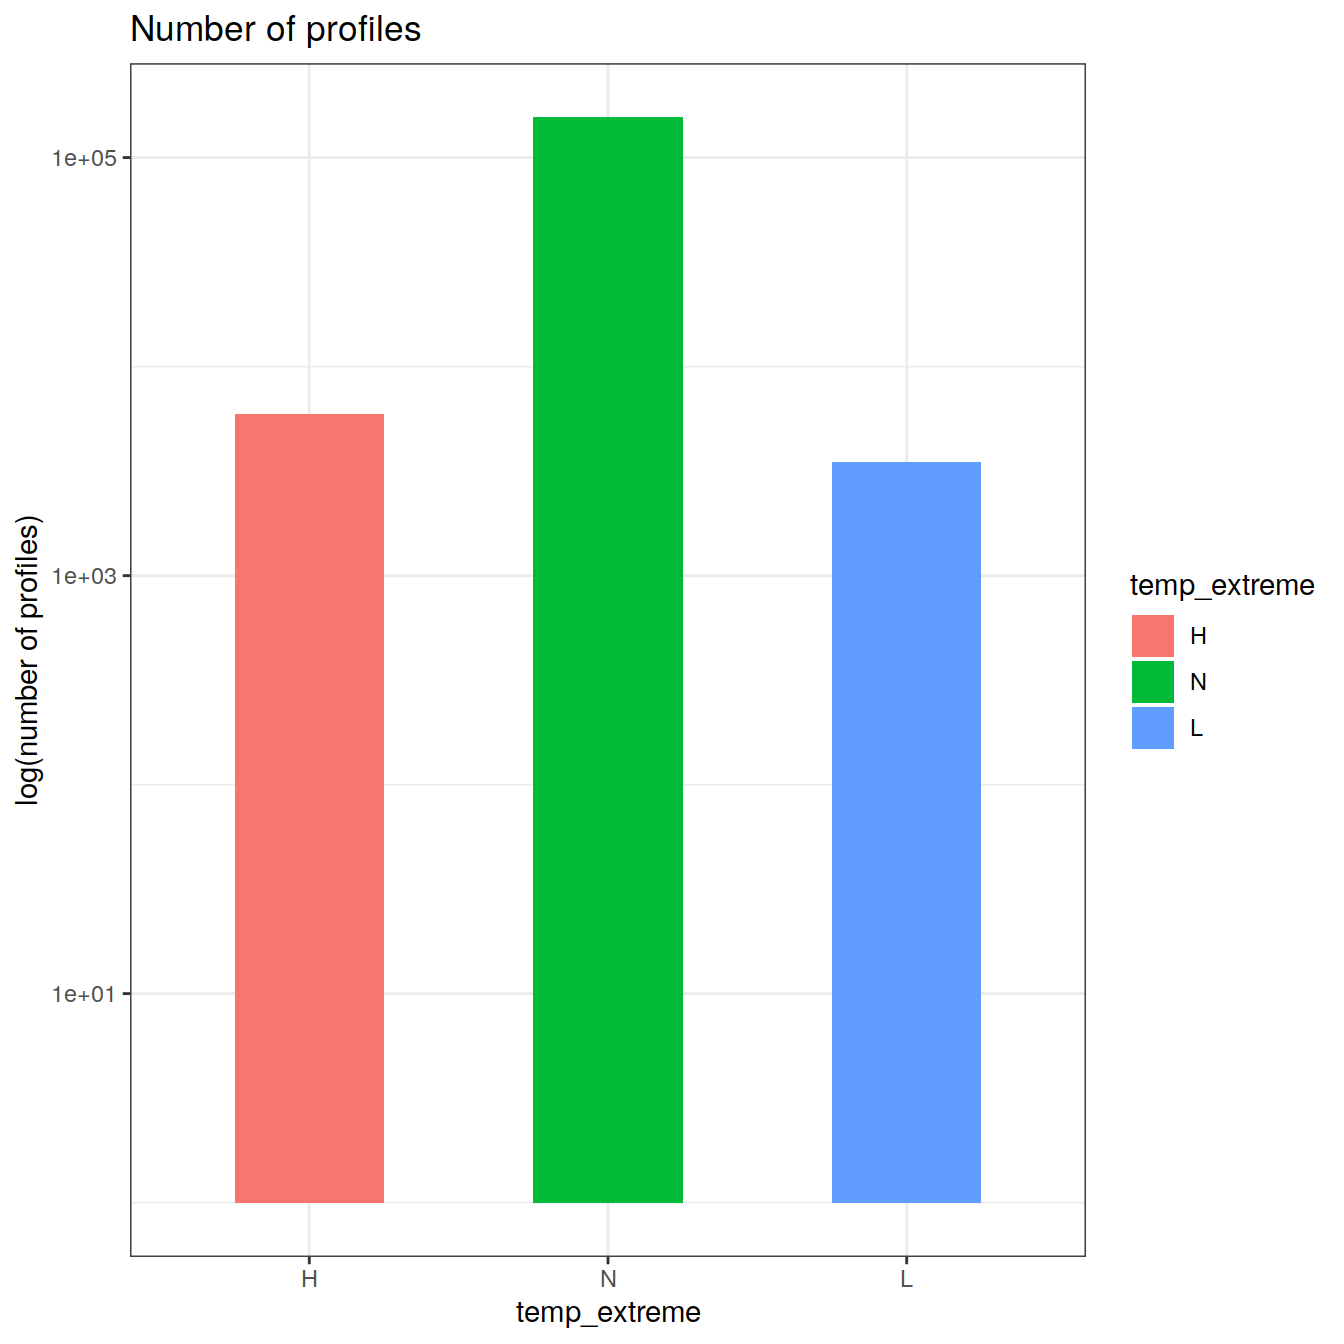 Number of profiles
log(number of profiles)
1e+05
1e+03
1e+01
H
N
L
temp_extreme
temp_extreme
H
N
L